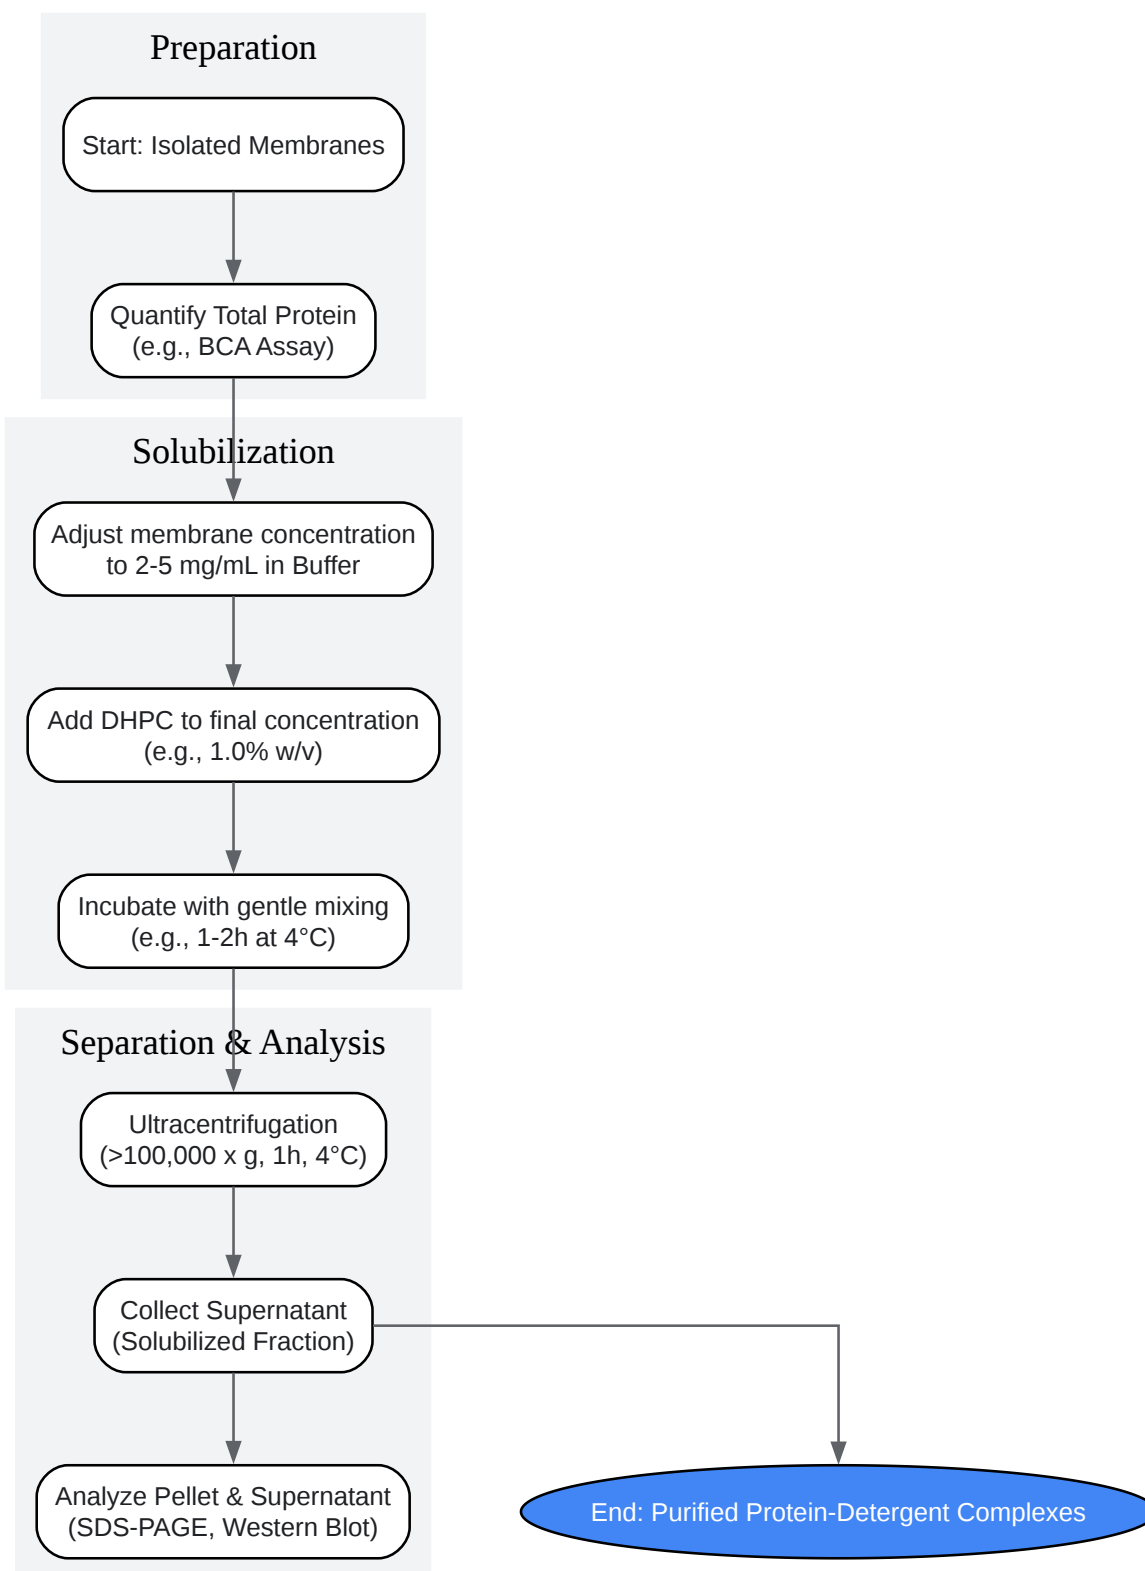 Preparation
Start: Isolated Membranes
Quantify Total Protein
(e.g., BCA Assay)
Solubilization
Adjust membrane concentration
to 2-5 mg/mL in Buffer
Add DHPC to final concentration
(e.g., 1.0% w/v)
Incubate with gentle mixing
(e.g., 1-2h at 4°C)
Separation & Analysis
Ultracentrifugation
(>100,000 x g, 1h, 4°C)
Collect Supernatant
(Solubilized Fraction)
Analyze Pellet & Supernatant
(SDS-PAGE, Western Blot)
End: Purified Protein-Detergent Complexes